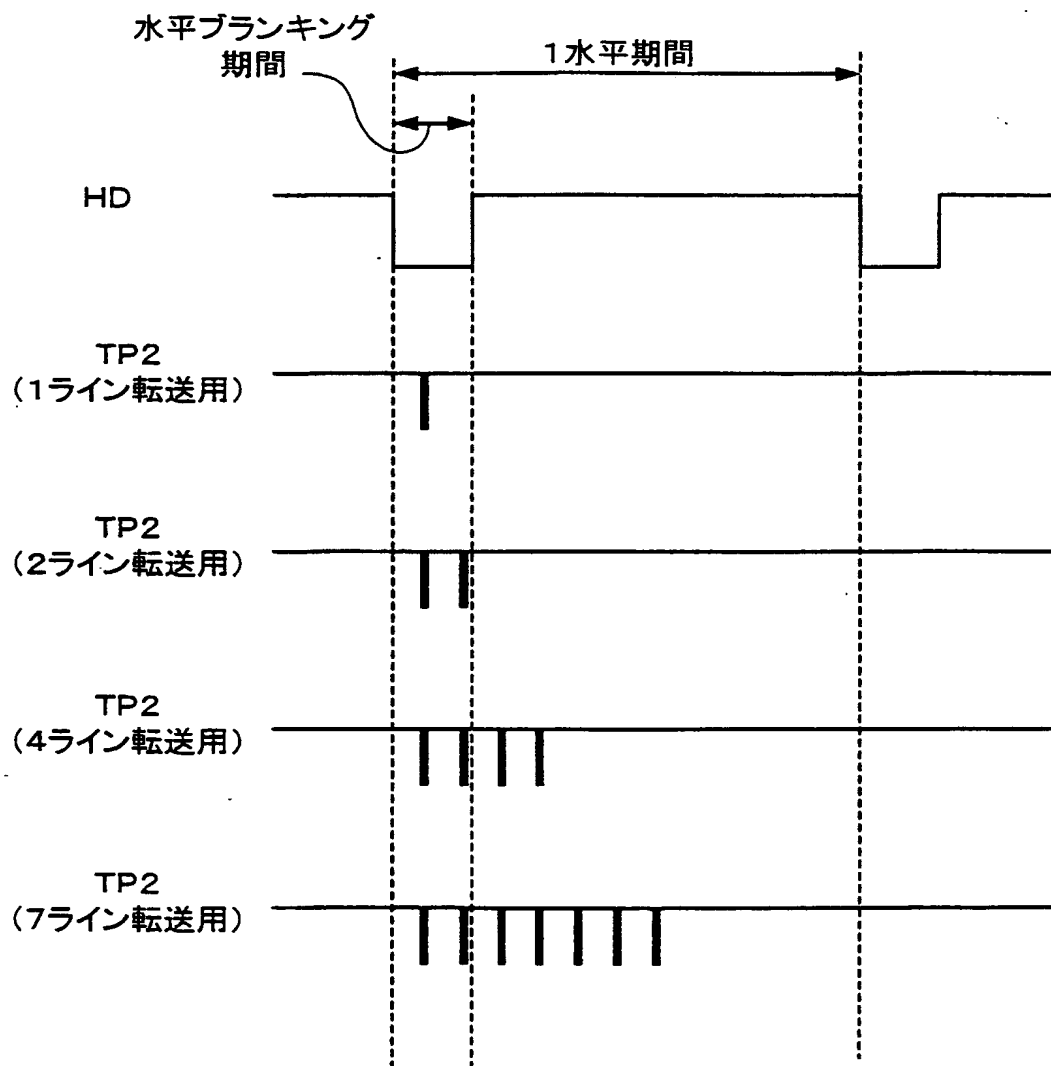 水平ブランキング
期間
1水平期間
HD
TP2
(1ライン転送用)
TP2
(2ライン転送用)
TP2
(4ライン転送用)
TP2
(7ライン転送用)